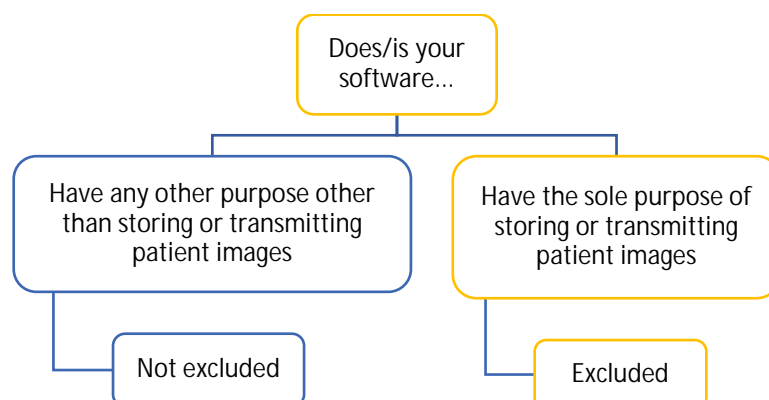 Does/is your
software...
Have any other purpose other
than storing or transmitting
patient images
Have the sole purpose of
storing or transmitting
patient images
Not excluded
Excluded